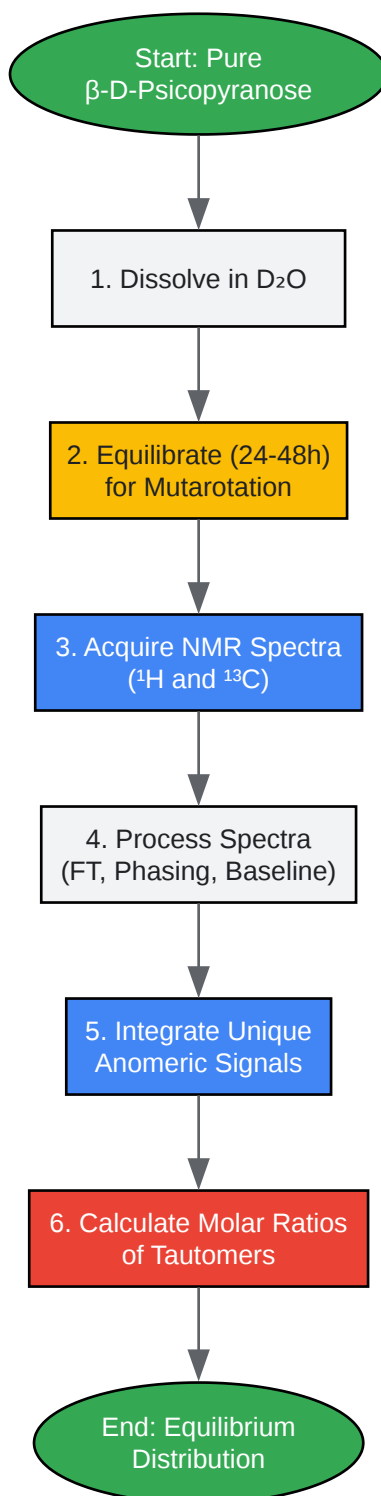 Start: Pure
β-D-Psicopyranose
1. Dissolve in D₂O
2. Equilibrate (24-48h)
for Mutarotation
3. Acquire NMR Spectra
(¹H and ¹³C)
4. Process Spectra
(FT, Phasing, Baseline)
5. Integrate Unique
Anomeric Signals
6. Calculate Molar Ratios
of Tautomers
End: Equilibrium
Distribution